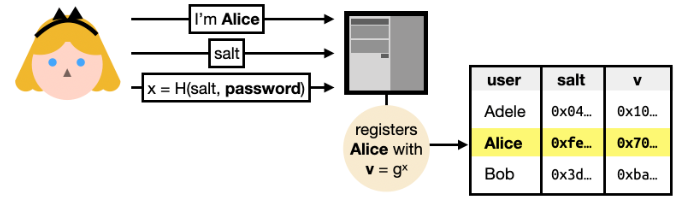 I'm Alice
salt
x = H(salt, password)
registers
Alice with
v = gˣ
user salt v
Adele 0x04… 0x10…
Alice 0xfe… 0x70…
Bob 0x3d… 0xba…